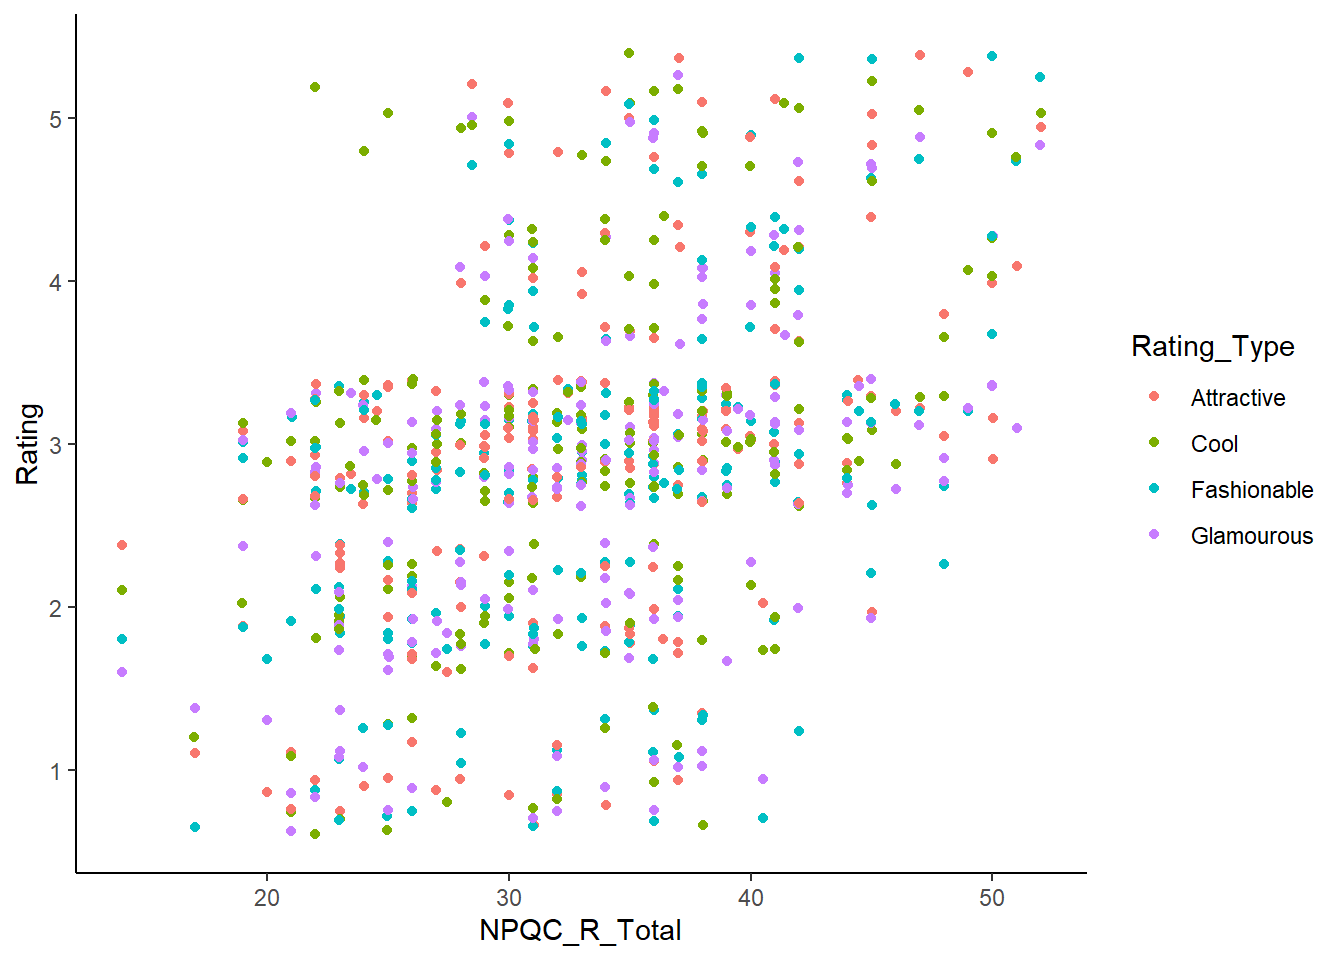 5
4
3
2
1
Rating
20 30 40 50
NPQC_R_Total
Rating_Type
Attractive
Cool
Fashionable
Glamourous